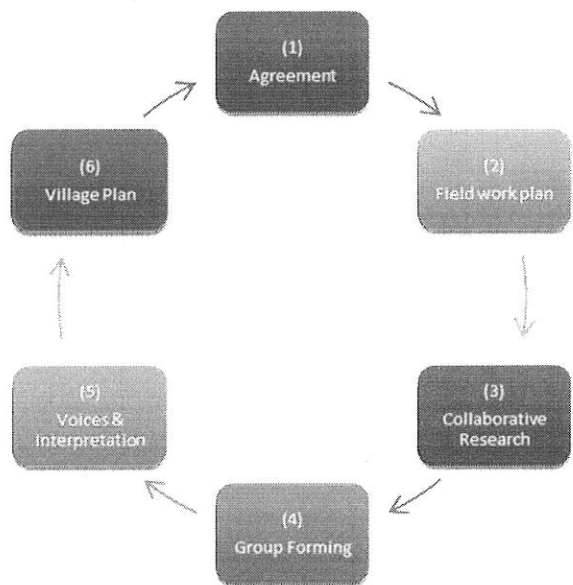 (1)
Agreement
(2)
Field work plan
(3)
Collaborative
Research
(4)
Group Forming
(5)
Voices &
Interpretation
(6)
Village Plan